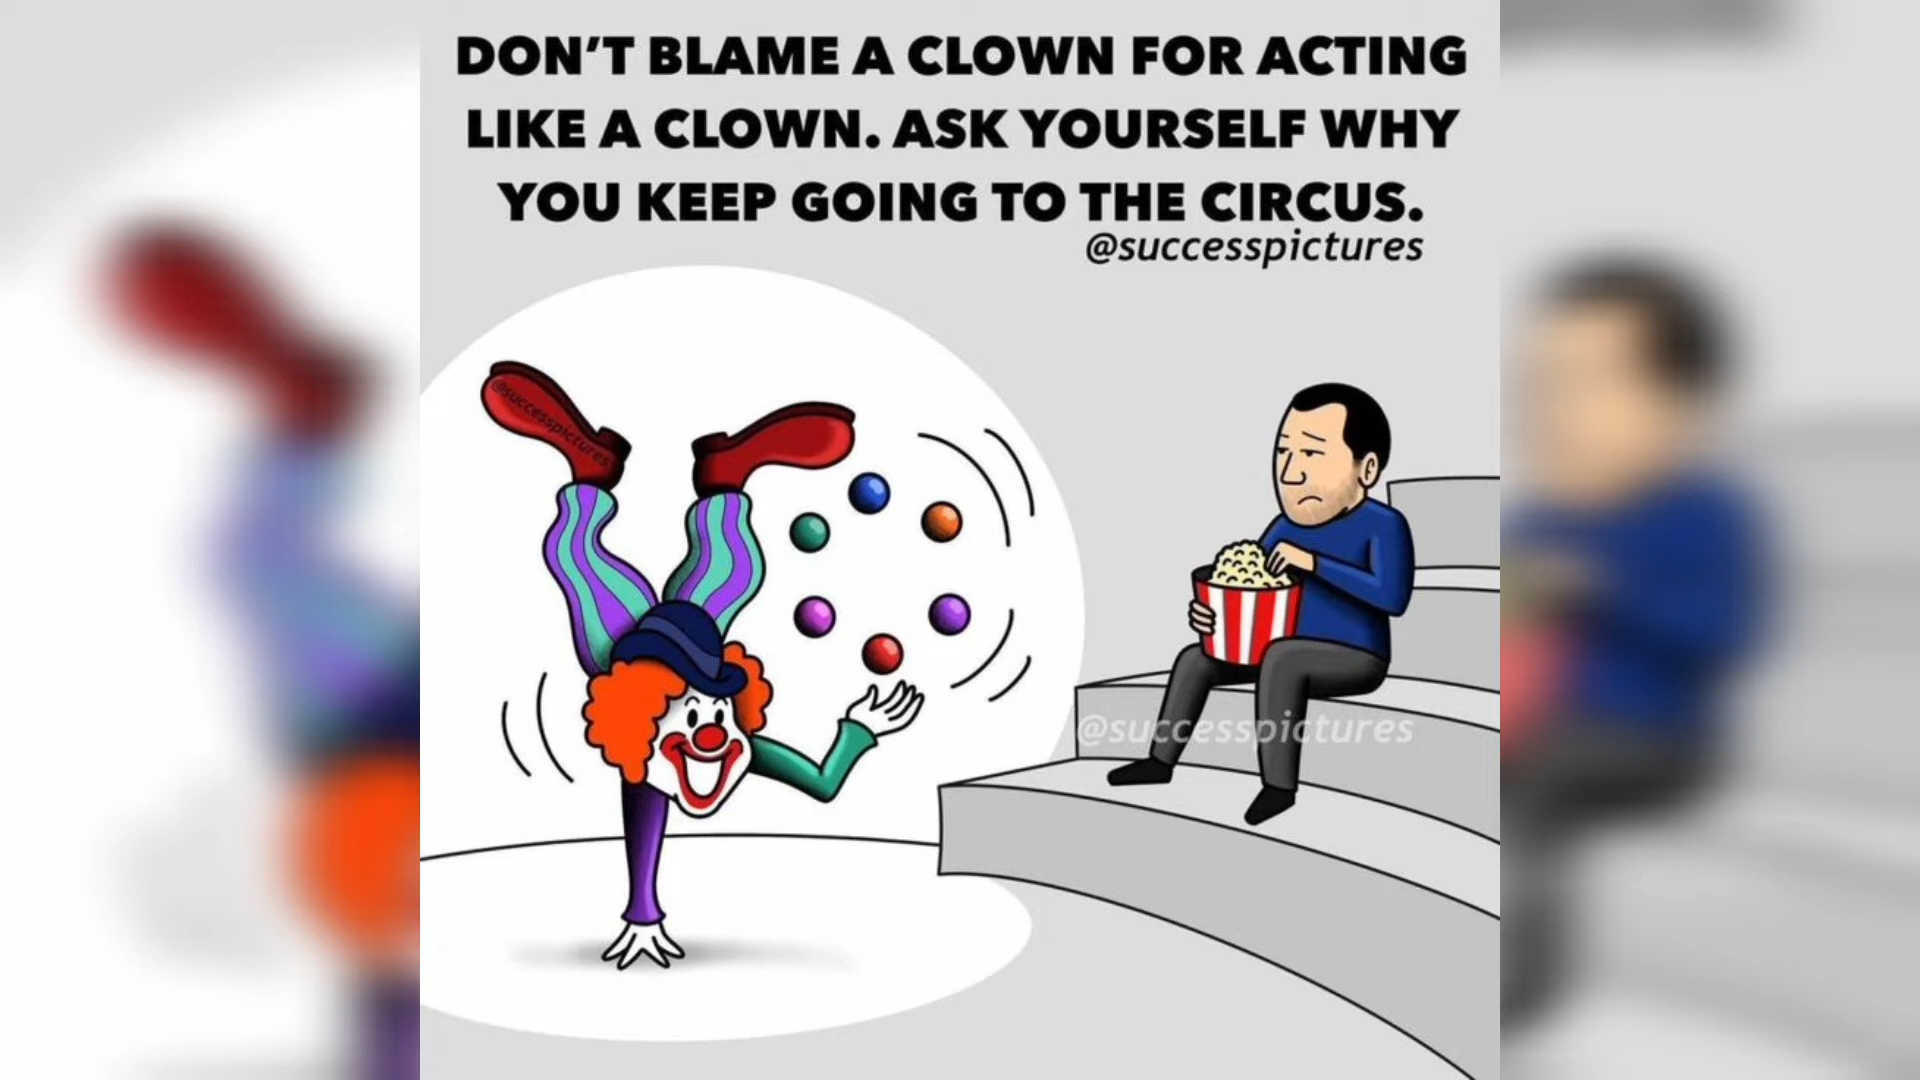 DON'T BLAME A CLOWN FOR ACTING
LIKE A CLOWN. ASK YOURSELF WHY
YOU KEEP GOING TO THE CIRCUS.
@successpictures
@successpictures
@successpictures